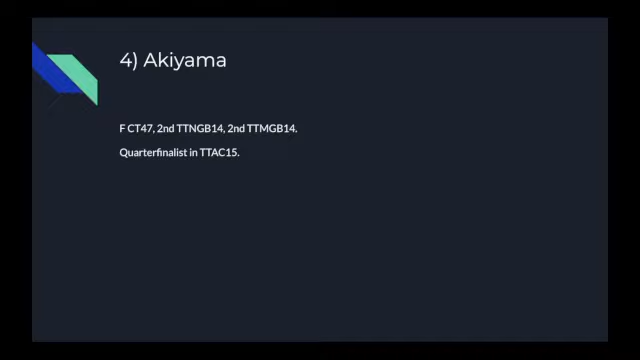 4) Akiyama
F CT47, 2nd TTNGB14, 2nd TTMGB14.
Quarterfinalist in TTAC15.